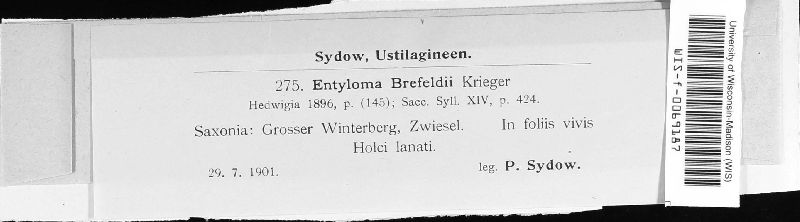 Sydow, Ustilagineen.
275. Entyloma Brefeldii Krieger
Hedwigia 1896, p. (145); Sacc. Syll. XIV, p. 424.
Saxonia: Grosser Winterberg, Zwiesel. In foliis vivis
Holci lanati.
29. 7. 1901. leg. P. Sydow.
WIS-f-0069187
University of Wisconsin-Madison (WIS)